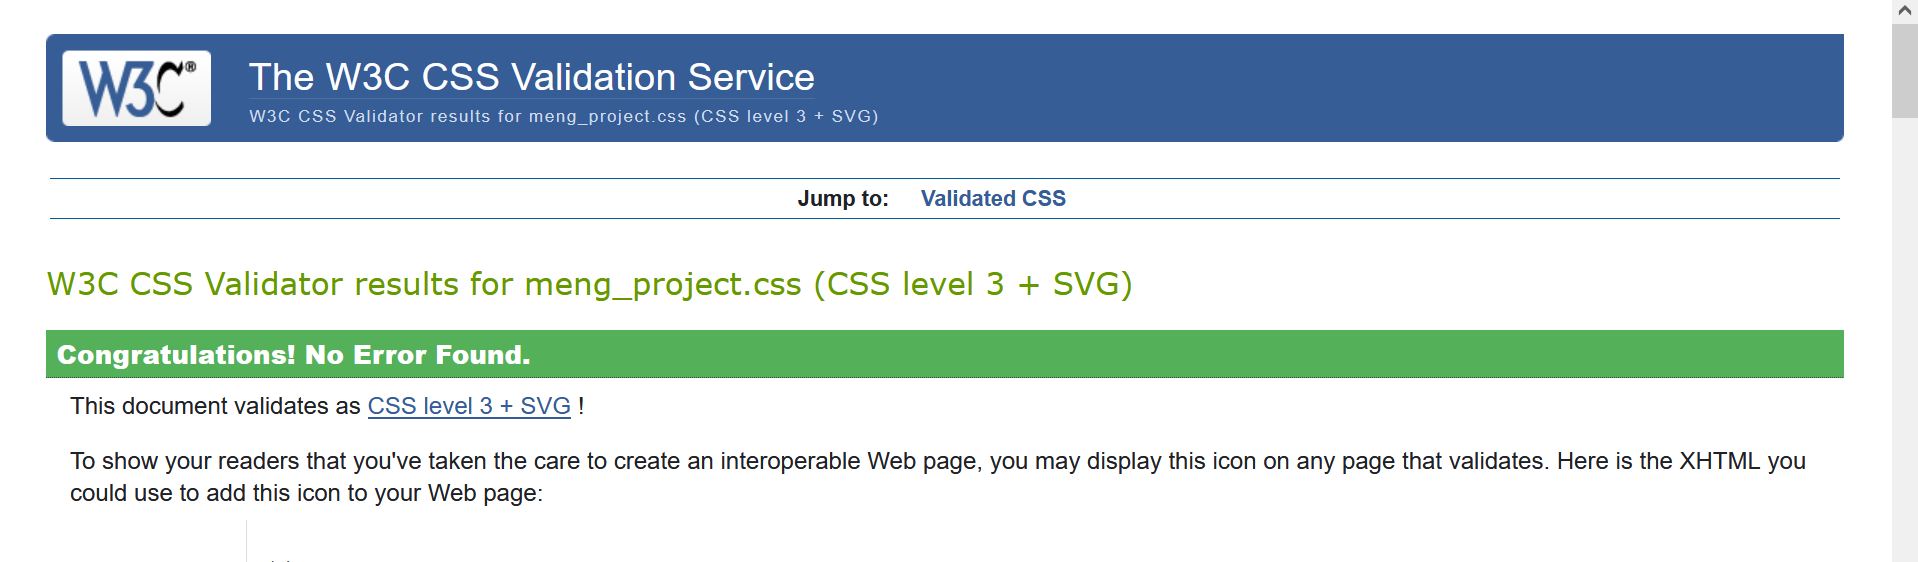 W3C®
The W3C CSS Validation Service
W3C CSS Validator results for meng_project.css (CSS level 3 + SVG)
Jump to: Validated CSS
W3C CSS Validator results for meng_project.css (CSS level 3 + SVG)
Congratulations! No Error Found.
This document validates as CSS level 3 + SVG !
To show your readers that you've taken the care to create an interoperable Web page, you may display this icon on any page that validates. Here is the XHTML you
could use to add this icon to your Web page: